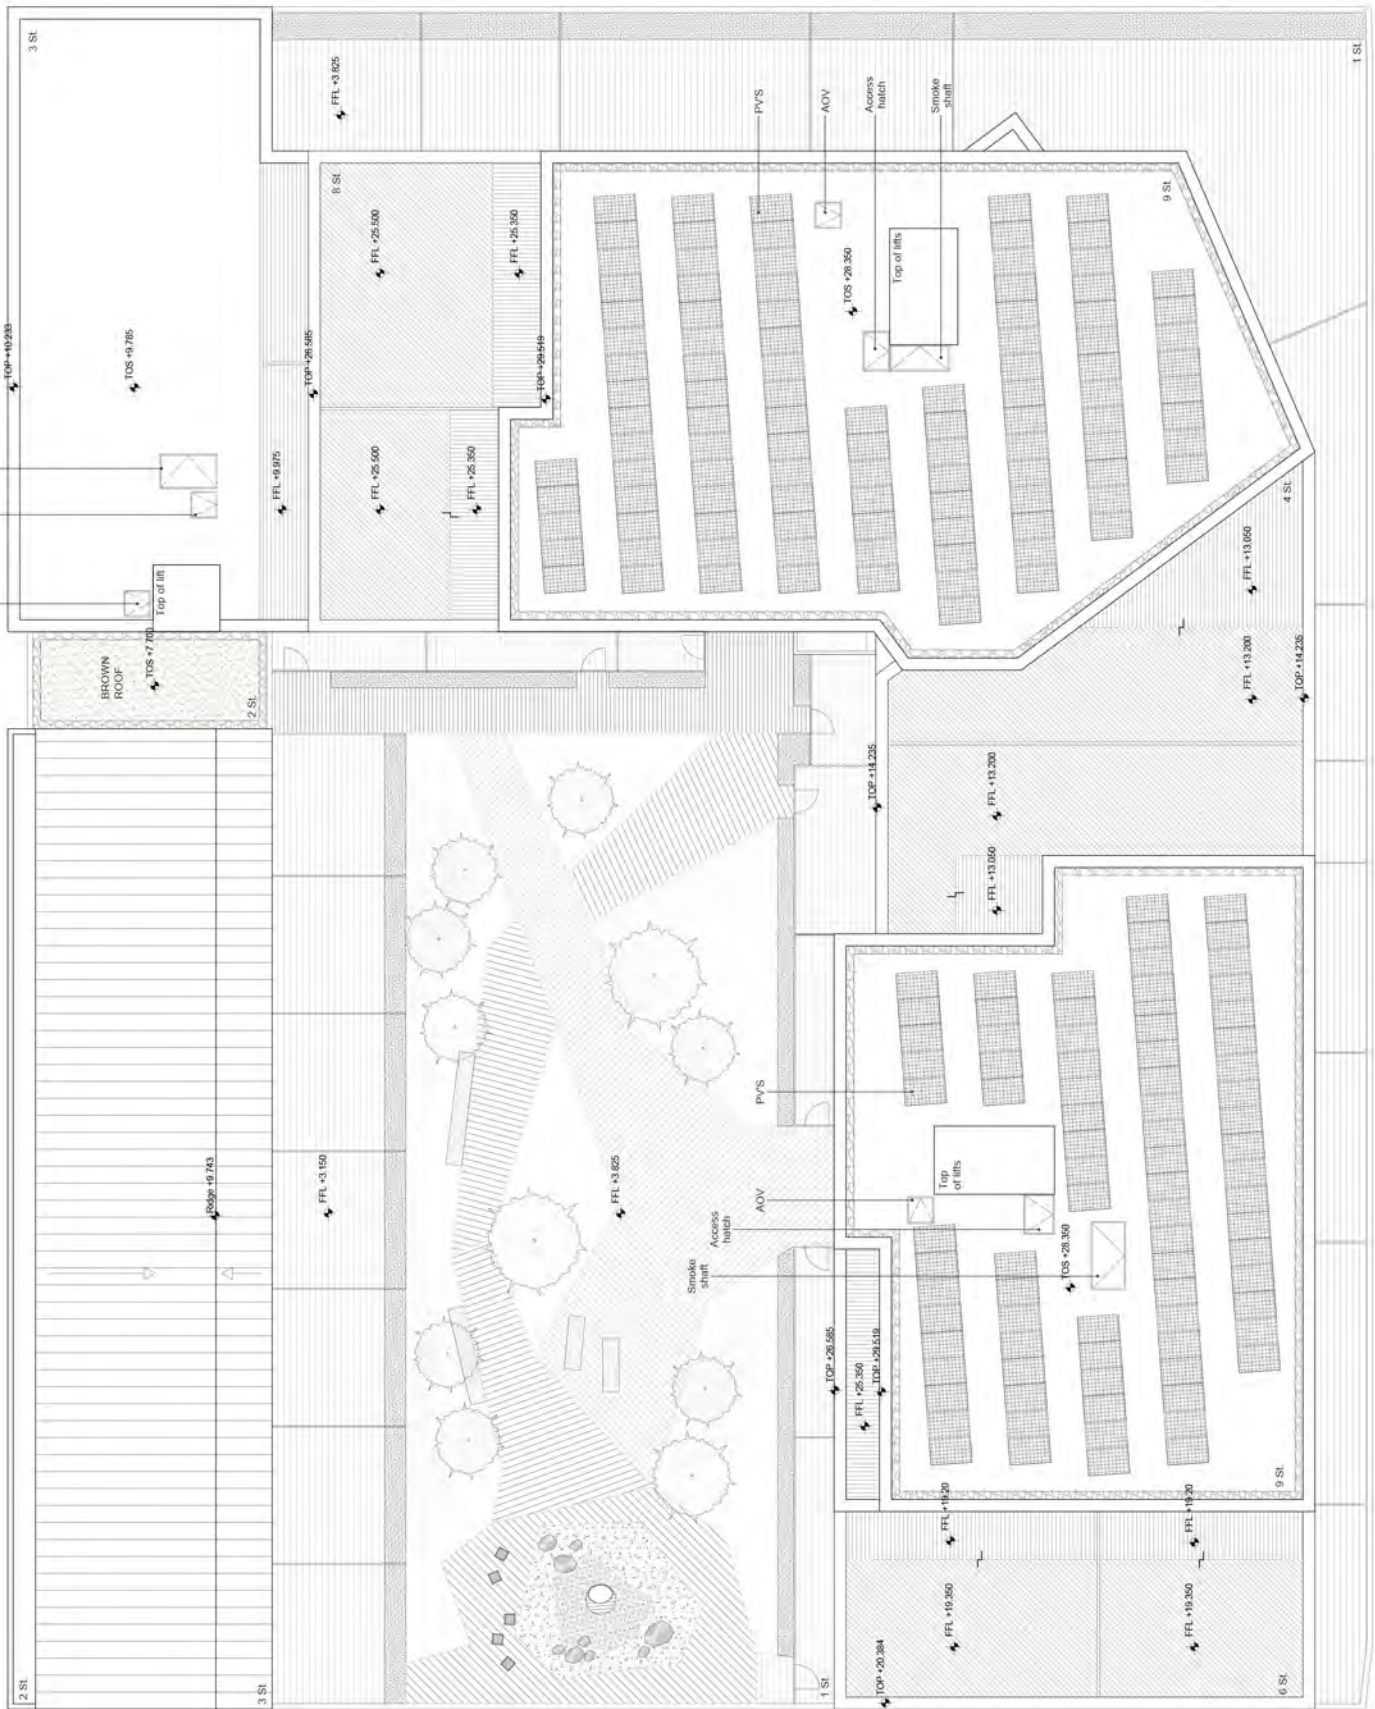 3 St.
FFL +3.825
1 St.
TOP +10.233
TOS +9.785
8 St.
FFL +25.500
FFL +25.350
TOP +26.585
TOP +29.519
FFL +9.975
FFL +25.500
FFL +25.350
PV'S
AOV
Access
hatch
Smoke
shaft
9 St.
TOS +28.350
Top of lifts
Top of lift
BROWN
ROOF
TOS +7.700
2 St.
4 St.
FFL +13.050
FFL +13.200
TOP +14.235
TOP +14.235
FFL +13.200
FFL +13.050
Ridge +9.743
FFL +3.150
FFL +3.825
PV'S
AOV
Access
hatch
Smoke
shaft
Top
of lifts
TOS +28.350
TOP +26.585
FFL +25.350
TOP +29.519
9 St.
FFL +19.20
FFL +19.20
FFL +19.350
FFL +19.350
TOP +20.384
2 St.
3 St.
1 St.
6 St.